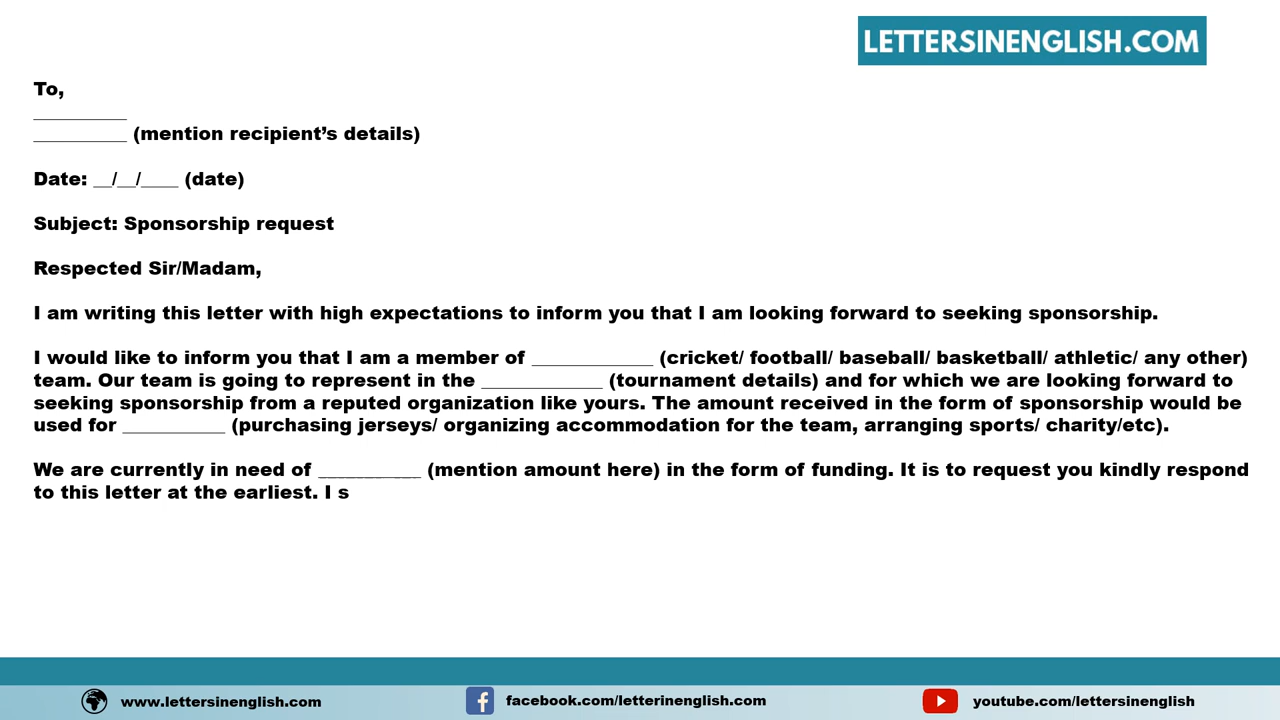 LETTERSINENGLISH.COM
To,
__________
__________ (mention recipient’s details)
Date: __/__/____ (date)
Subject: Sponsorship request
Respected Sir/Madam,
I am writing this letter with high expectations to inform you that I am looking forward to seeking sponsorship.
I would like to inform you that I am a member of _____________ (cricket/ football/ baseball/ basketball/ athletic/ any other)
team. Our team is going to represent in the _____________ (tournament details) and for which we are looking forward to
seeking sponsorship from a reputed organization like yours. The amount received in the form of sponsorship would be
used for ___________ (purchasing jerseys/ organizing accommodation for the team, arranging sports/ charity/etc).
We are currently in need of ___________ (mention amount here) in the form of funding. It is to request you kindly respond
to this letter at the earliest. I s
www.lettersinenglish.com
facebook.com/letterinenglish.com
youtube.com/lettersinenglish